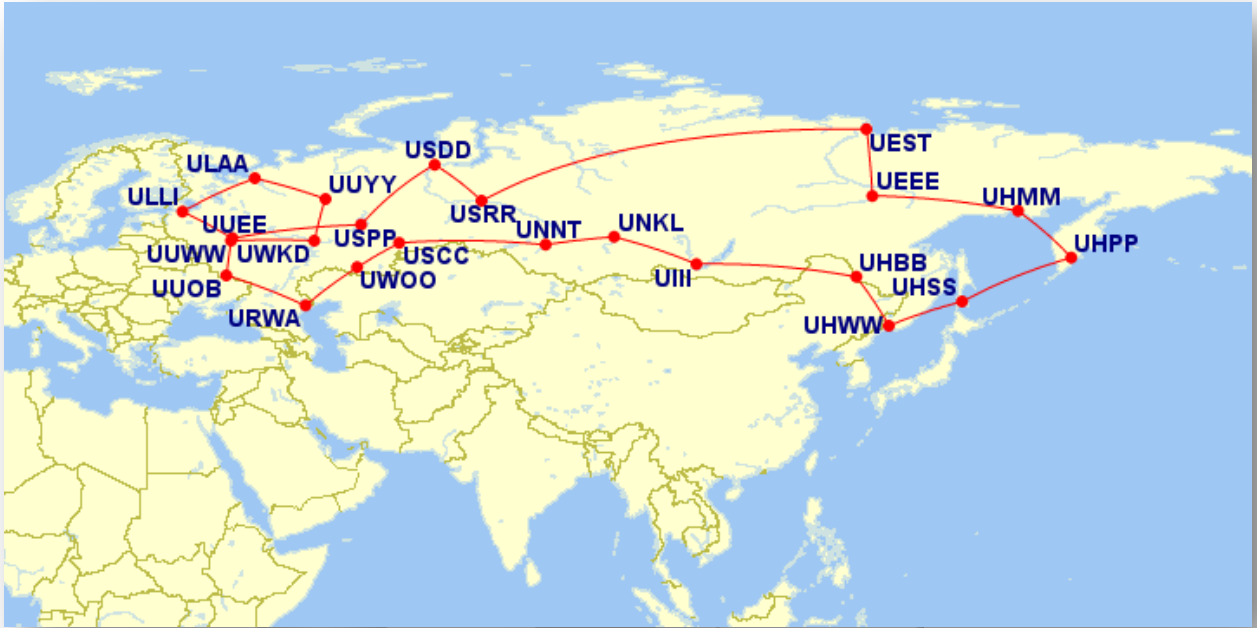 UEST
USDD
ULAA
UUYY
UEEE
ULLI
UHMM
USRR
UUEE
UNKL
UNNT
USPP
UHPP
UUWW
UWKD
USCC
UHBB
UIII
UWOO
UHSS
UUOB
URWA
UHWW